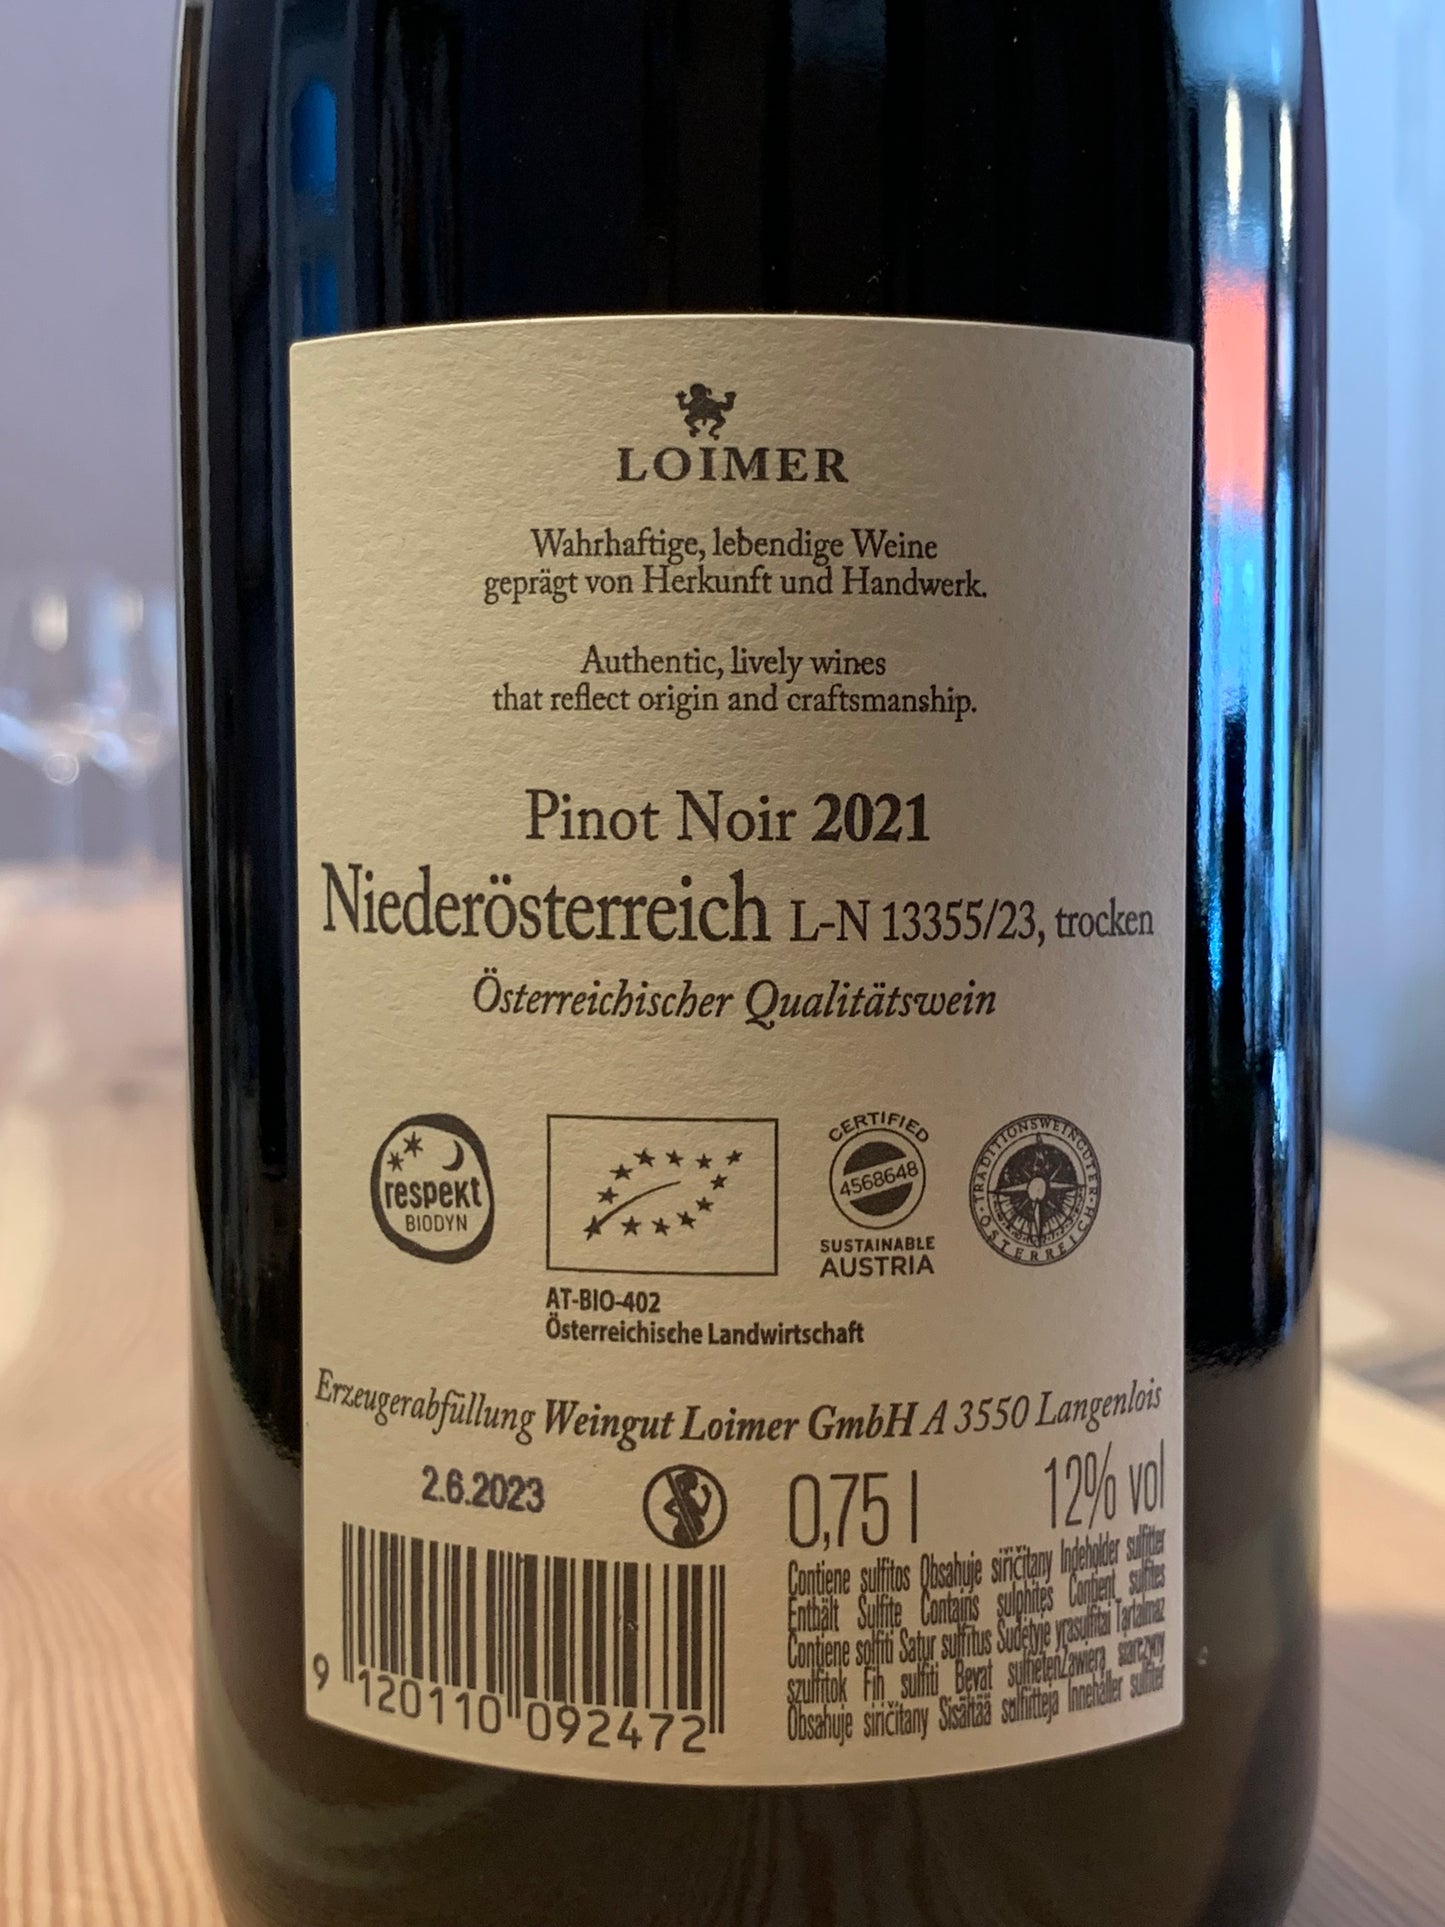 LOIMER
Wahrhaftige, lebendige Weine
geprägt von Herkunft und Handwerk.
Authentic, lively wines
that reflect origin and craftsmanship.
Pinot Noir 2021
Niederösterreich L-N 13355/23, trocken
Österreichischer Qualitätswein
respekt
BIODYN
CERTIFIED
4568648
SUSTAINABLE
AUSTRIA
TRADITIONSWEINGÜTER
ÖSTERREICH
AT-BIO-402
Österreichische Landwirtschaft
Erzeugerabfüllung Weingut Loimer GmbH A 3550 Langenlois
2.6.2023
0,75 l
12% vol
Contiene sulfitos Obsahuje siřičitany Indeholder sulfitter
Enthält Sulfite Contains sulphites Contient sulfites
Contiene solfiti Satur sulfītus Sudėtyje yra sulfitai Tartalmaz
szulfitok Fih sulfiti Bevat sulfieten Zawiera siarczyny
Obsahuje siričitany Sisältää sulfiitteja Innehåller sulfiter
9 120110 092472